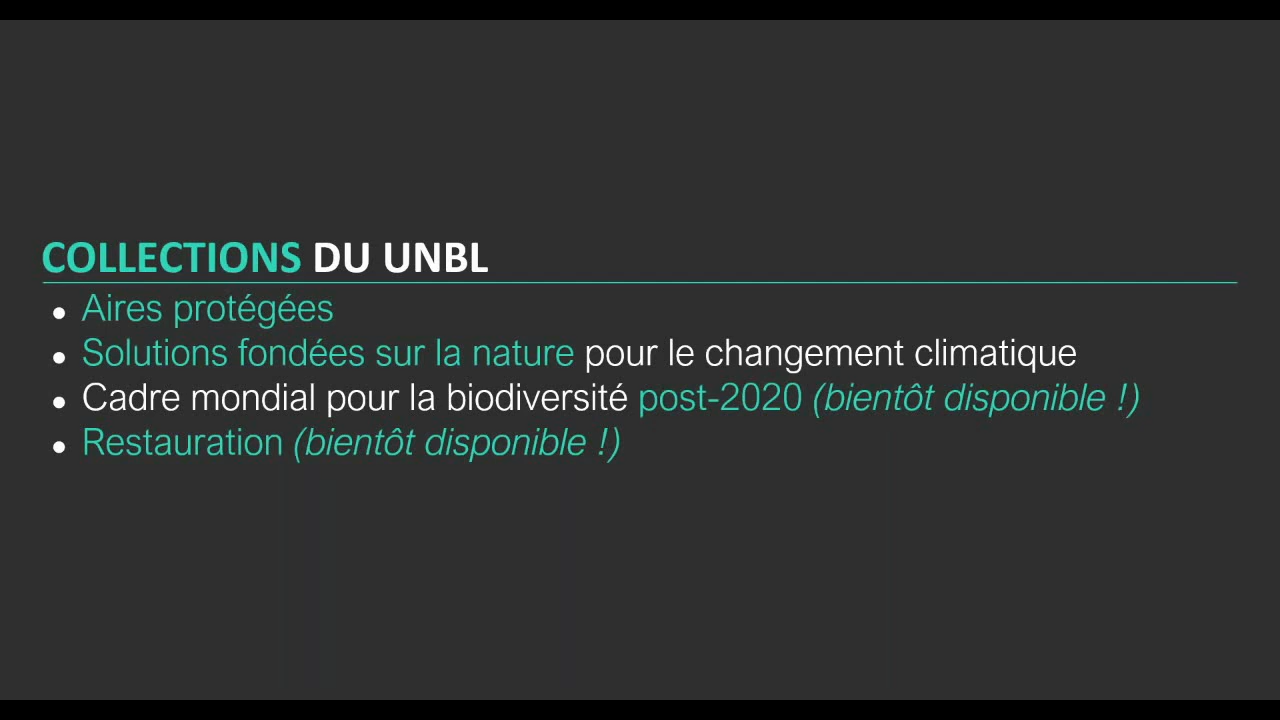 COLLECTIONS DU UNBL
• Aires protégées
• Solutions fondées sur la nature pour le changement climatique
• Cadre mondial pour la biodiversité post-2020 (bientôt disponible !)
• Restauration (bientôt disponible !)